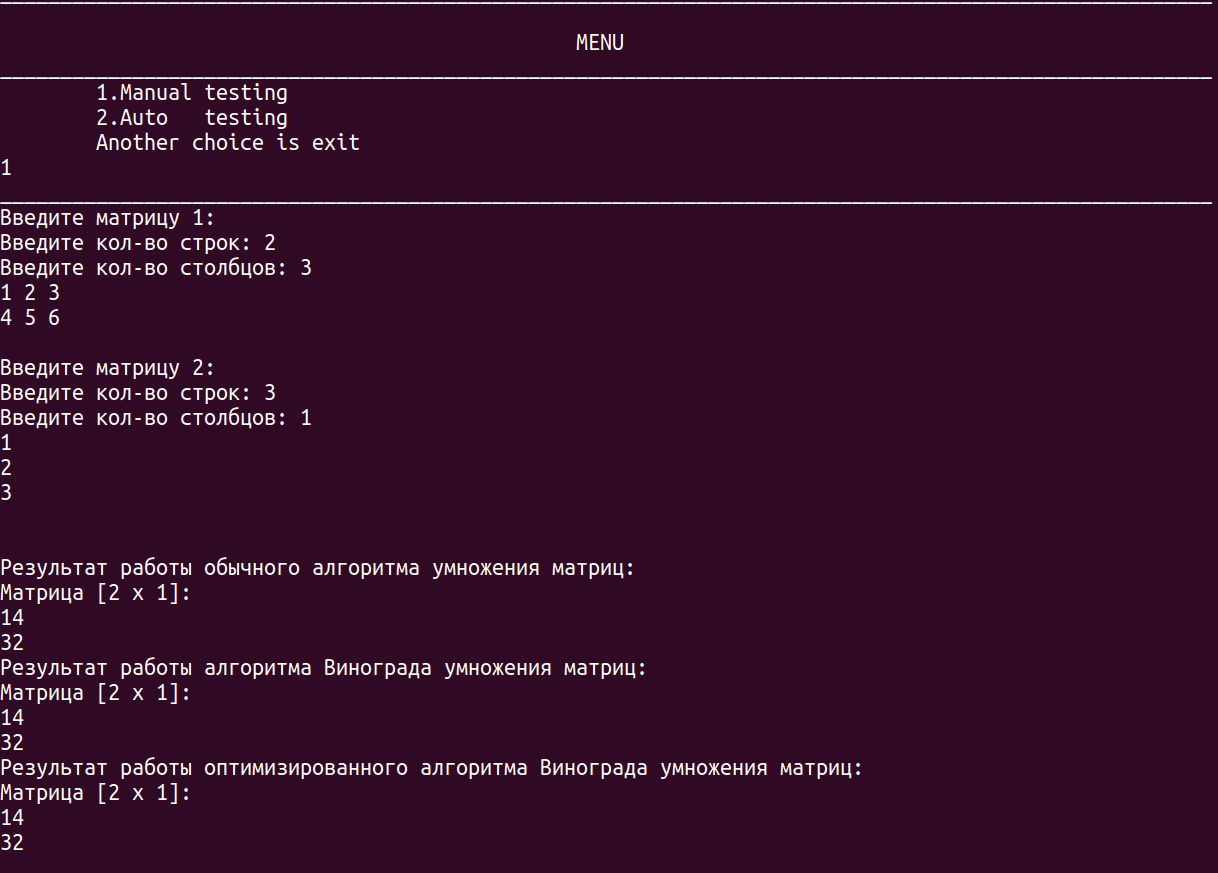 MENU
1.Manual testing
2.Auto   testing
Another choice is exit
1
Введите матрицу 1:
Введите кол-во строк: 2
Введите кол-во столбцов: 3
1 2 3
4 5 6
Введите матрицу 2:
Введите кол-во строк: 3
Введите кол-во столбцов: 1
1
2
3
Результат работы обычного алгоритма умножения матриц:
Матрица [2 x 1]:
14
32
Результат работы алгоритма Винограда умножения матриц:
Матрица [2 x 1]:
14
32
Результат работы оптимизированного алгоритма Винограда умножения матриц:
Матрица [2 x 1]:
14
32